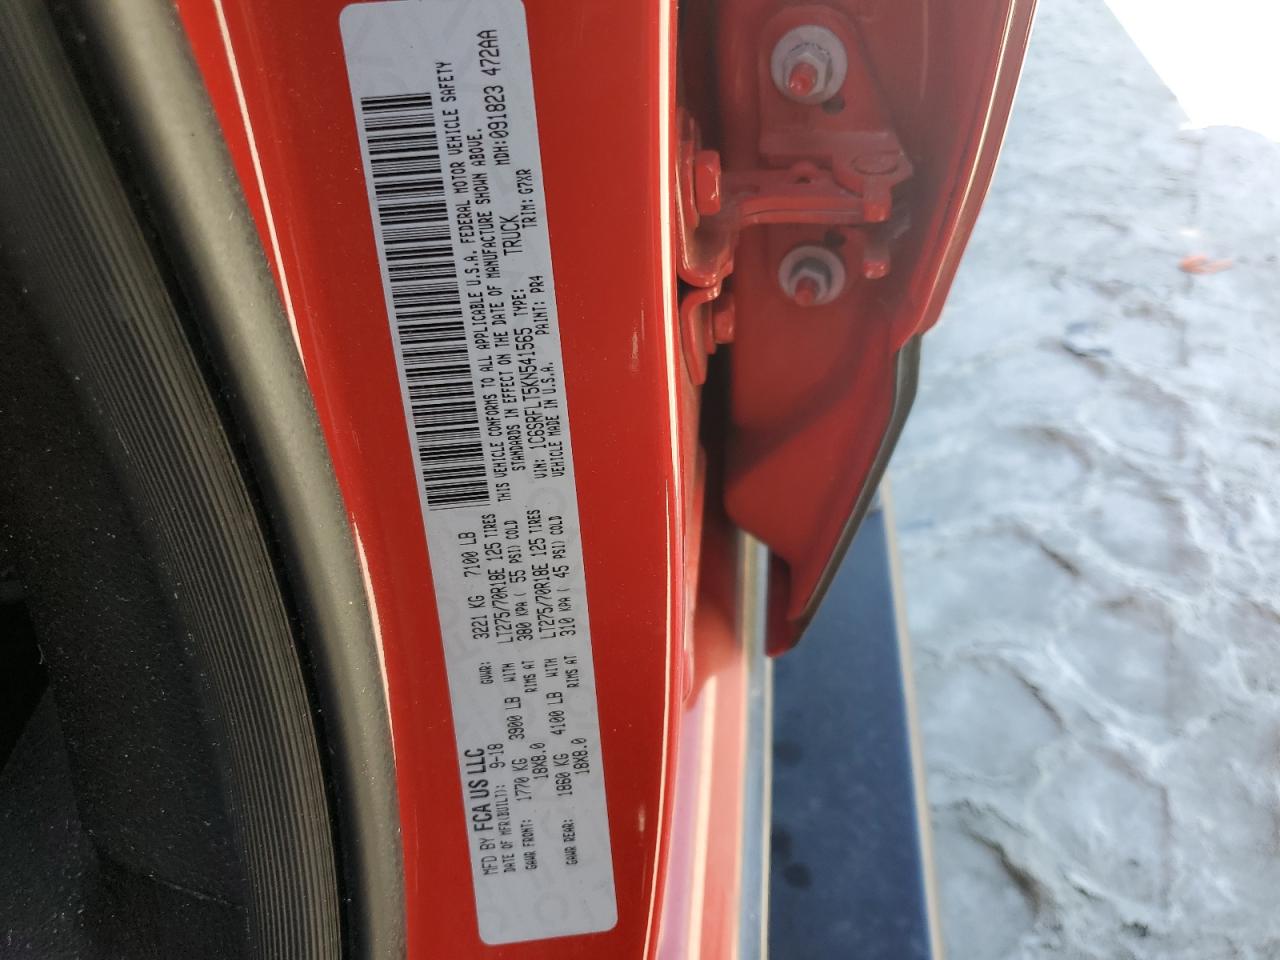 MFD BY FCA US LLC
DATE OF MFR(BUILT): 9-18 GVWR: 3221 KG 7100 LB
GAWR FRONT: 1770 KG 3900 LB WITH LT275/70R18E 125 TIRES
18X8.0 RIMS AT 380 KPA ( 55 PSI) COLD
GAWR REAR: 1860 KG 4100 LB WITH LT275/70R18E 125 TIRES
18X8.0 RIMS AT 310 KPA ( 45 PSI) COLD
THIS VEHICLE CONFORMS TO ALL APPLICABLE U.S.A. FEDERAL MOTOR VEHICLE SAFETY
STANDARDS IN EFFECT ON THE DATE OF MANUFACTURE SHOWN ABOVE.
VIN: 1C6SRFLT5KN541565 TYPE: TRUCK MDH:091823 472AA
VEHICLE MADE IN U.S.A. PAINT: PR4 TRIM: G7XR